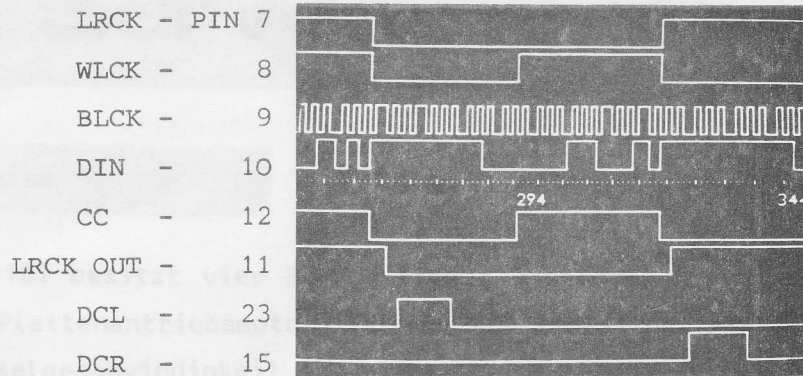 LRCK - PIN 7
WLCK - 8
BLCK - 9
DIN - 10
294 344
CC - 12
LRCK OUT - 11
DCL - 23
DCR - 15